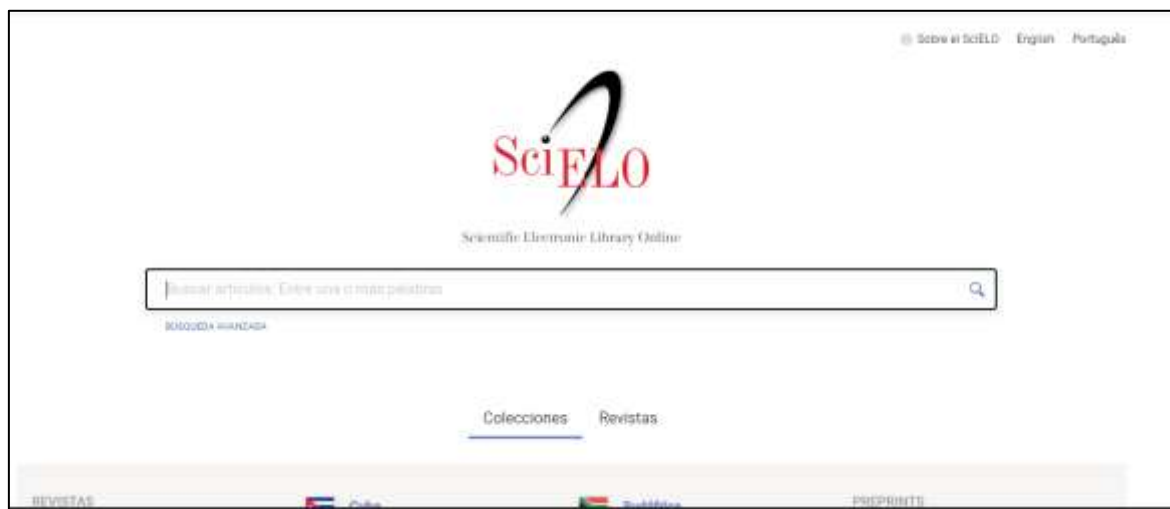 Sobre el SciELO English Português
SciELO
Scientific Electronic Library Online
Buscar artículos: Entre una o más palabras
BÚSQUEDA AVANZADA
Colecciones Revistas
REVISTAS Cuba Sudáfrica PREPRINTS